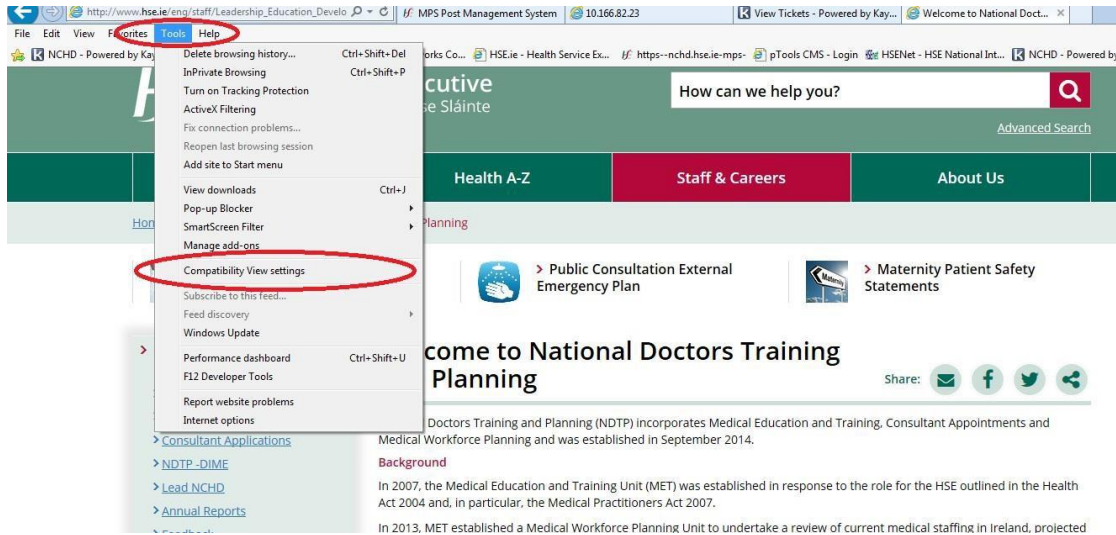 http://www.hse.ie/eng/staff/Leadership_Education_Develo
MPS Post Management System
10.166.82.23
View Tickets - Powered by Kay...
Welcome to National Doct...
File Edit View Favorites Tools Help
NCHD - Powered by Kay
orks Co...
HSE.ie - Health Service Ex...
https--nchd.hse.ie-mps-
pTools CMS - Login
HSENet - HSE National Int...
NCHD - Powered by
Delete browsing history... Ctrl+Shift+Del
InPrivate Browsing Ctrl+Shift+P
Turn on Tracking Protection
ActiveX Filtering
Fix connection problems...
Reopen last browsing session
Add site to Start menu
View downloads Ctrl+J
Pop-up Blocker
SmartScreen Filter
Manage add-ons
Compatibility View settings
Subscribe to this feed...
Feed discovery
Windows Update
Performance dashboard Ctrl+Shift+U
F12 Developer Tools
Report website problems
Internet options
cutive
se Sláinte
How can we help you?
Advanced Search
Health A-Z
Staff & Careers
About Us
Hon
Planning
> Public Consultation External
Emergency Plan
Maternity
> Maternity Patient Safety
Statements
come to National Doctors Training
Planning
Share:
Doctors Training and Planning (NDTP) incorporates Medical Education and Training, Consultant Appointments and
Medical Workforce Planning and was established in September 2014.
Background
In 2007, the Medical Education and Training Unit (MET) was established in response to the role for the HSE outlined in the Health
Act 2004 and, in particular, the Medical Practitioners Act 2007.
In 2013, MET established a Medical Workforce Planning Unit to undertake a review of current medical staffing in Ireland, projected
> Consultant Applications
> NDTP -DIME
> Lead NCHD
> Annual Reports
> Feedback